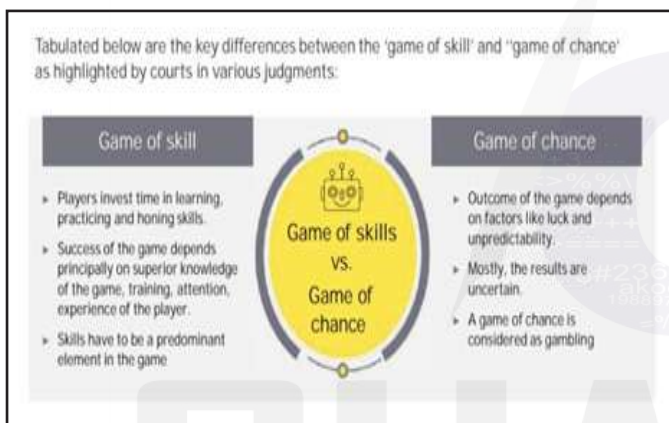 Tabulated below are the key differences between the 'game of skill' and "game of chance'
as highlighted by courts in various judgments:
Game of skill
▸ Players invest time in learning,
practicing and honing skills.
▸ Success of the game depends
principally on superior knowledge
of the game, training, attention,
experience of the player.
▸ Skills have to be a predominant
element in the game
Game of skills
vs.
Game of
chance
Game of chance
▸ Outcome of the game depends
on factors like luck and
unpredictability.
▸ Mostly, the results are
uncertain.
▸ A game of chance is
considered as gambling